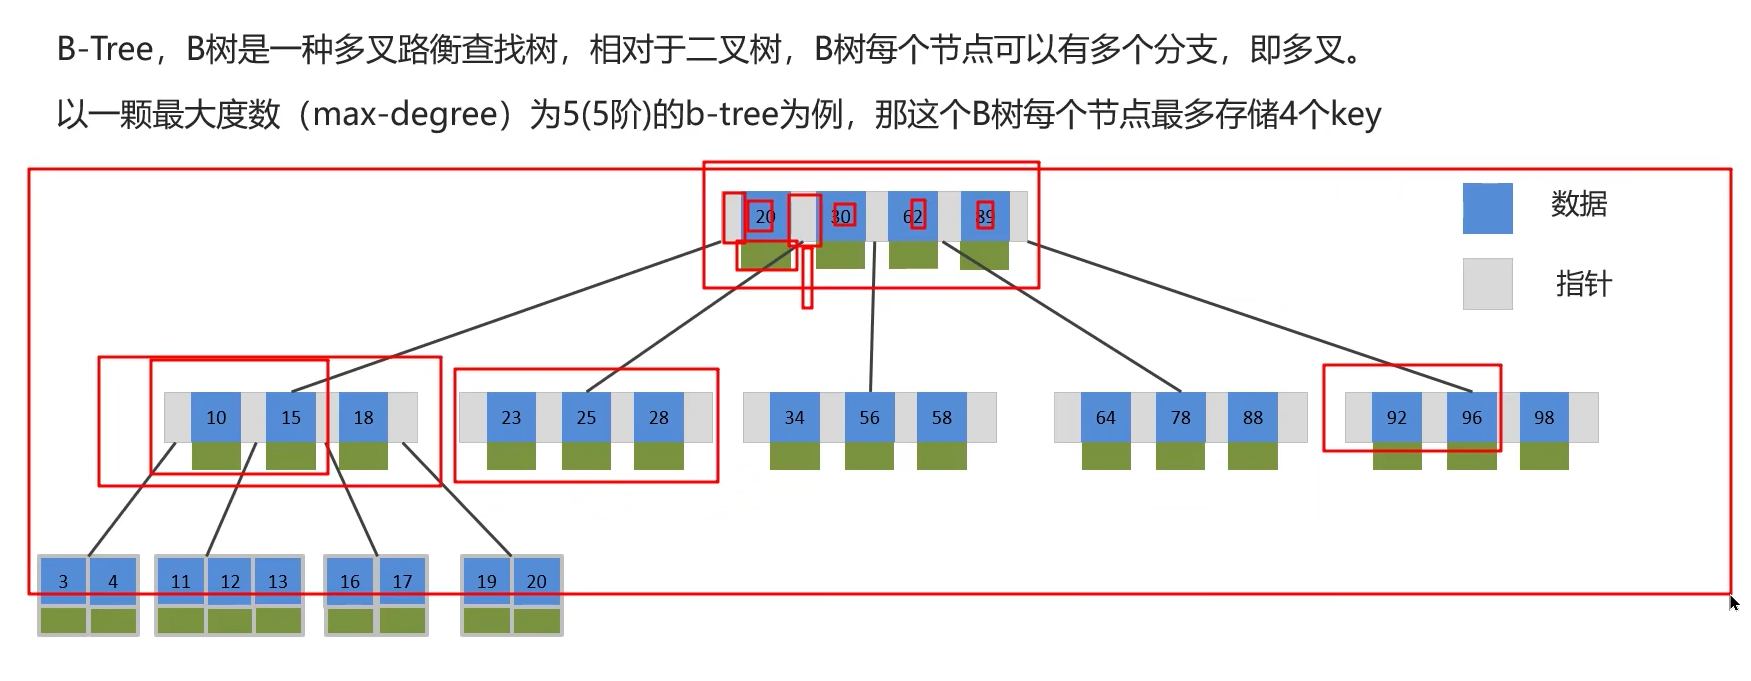 B-Tree，B树是一种多叉路衡查找树，相对于二叉树，B树每个节点可以有多个分支，即多叉。
以一颗最大度数（max-degree）为5(5阶)的b-tree为例，那这个B树每个节点最多存储4个key
20 30 62 89
数据
指针
10 15 18 23 25 28 34 56 58 64 78 88 92 96 98
3 4 11 12 13 16 17 19 20